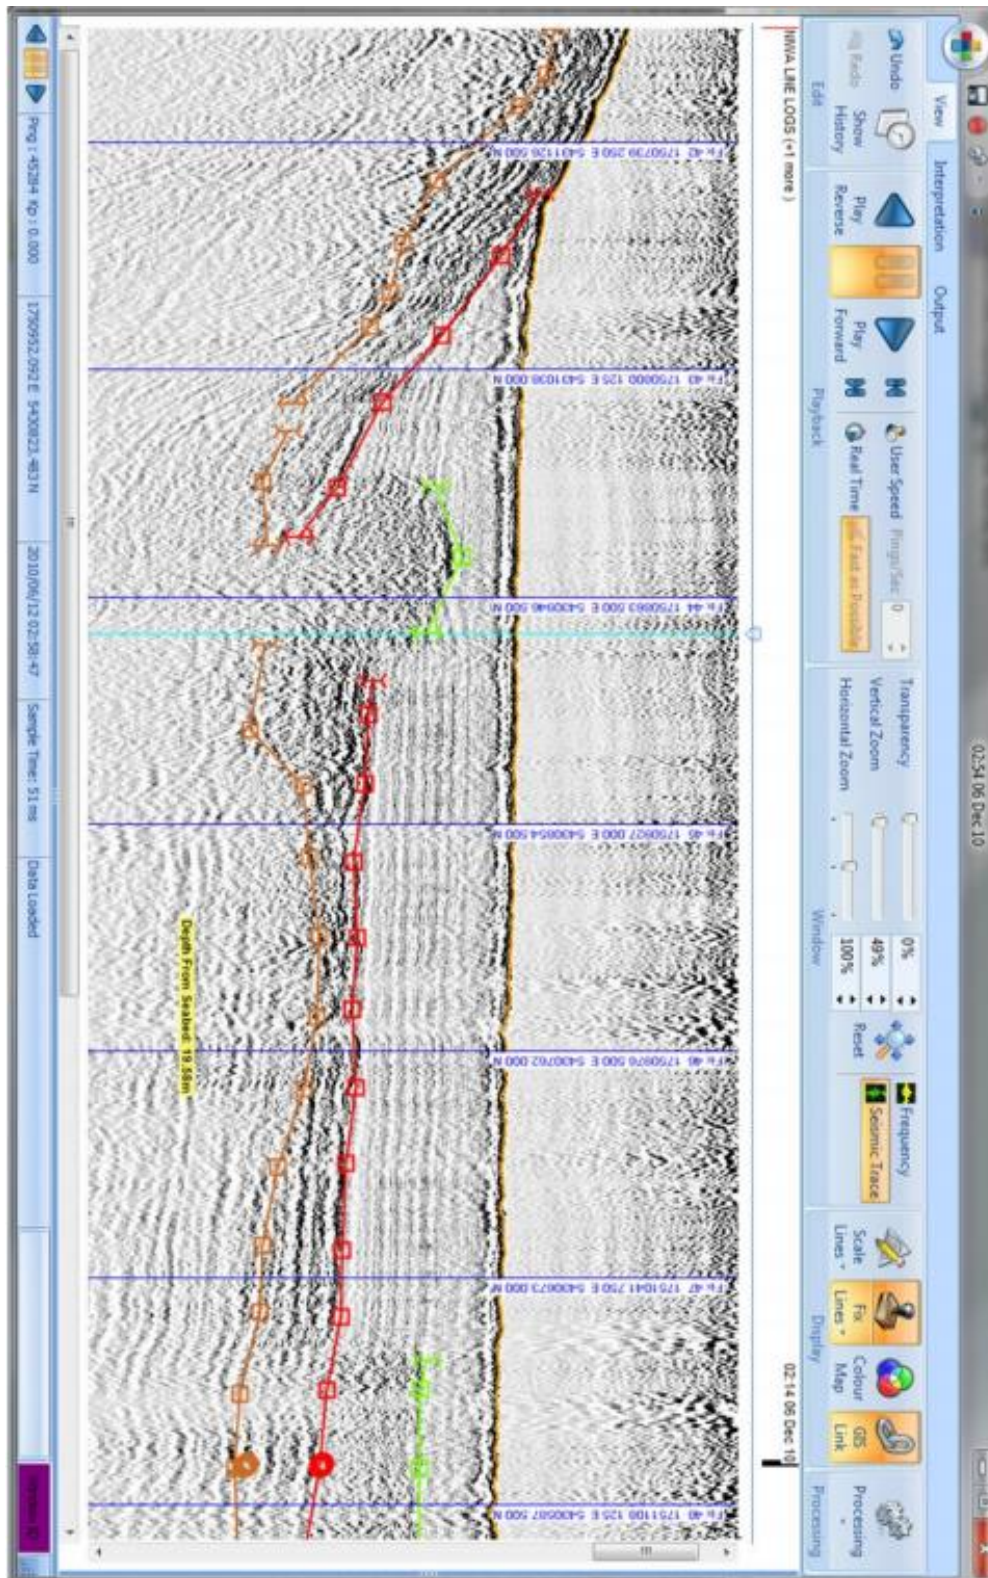 02:54 06 Dec 10
View Interpretation Output
Undo
Redo
Show History
Edit
Play Reverse
Play Forward
User Speed Pings/Sec 0
Real Time
Fast as Possible
Playback
Transparency 0%
Vertical Zoom 49%
Horizontal Zoom 100%
Reset
Window
Frequency
Seismic Trace
Scale Lines
Fix Lines
Colour Map
GIS Link
Display
Processing
Processing
NIWA LINE LOGS (+1 more )
02:14 06 Dec 10
Depth From Seabed: 19.58m
Ping : 45284 Kp : 0.000
1750952.092 E 5430823.483 N
2010/06/12 02:58:47
Sample Time: 51 ms
Data Loaded